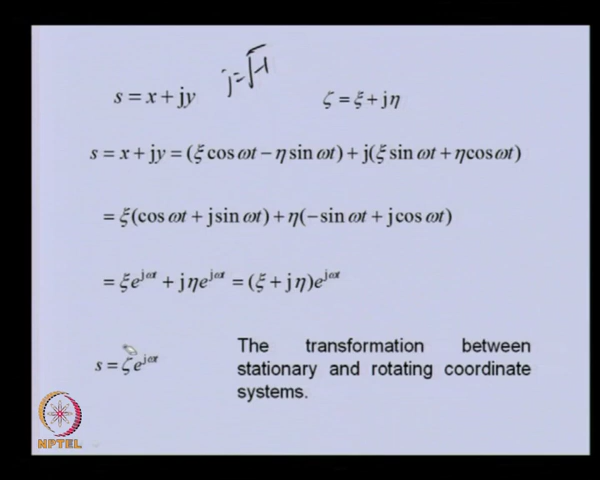 s = x + jy
j = √-1
ζ = ξ + jη
s = x + jy = (ξ cos ωt − η sin ωt) + j(ξ sin ωt + η cos ωt)
= ξ(cos ωt + j sin ωt) + η(−sin ωt + j cos ωt)
= ξe^{jωt} + jηe^{jωt} = (ξ + jη)e^{jωt}
s = ζe^{jωt}
The transformation between
stationary and rotating coordinate
systems.
NPTEL